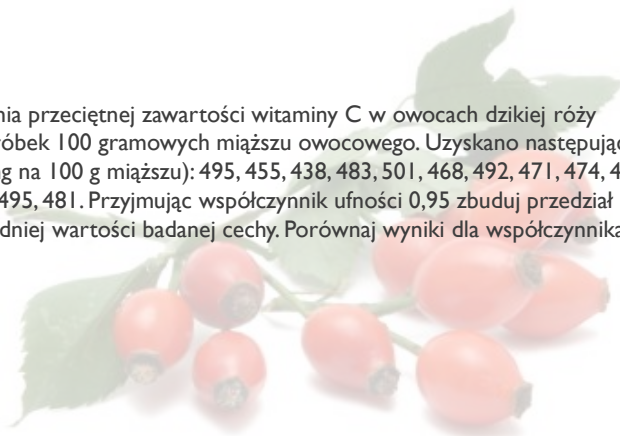 nia przeciętnej zawartości witaminy C w owocach dzikiej róży
róbek 100 gramowych miąższu owocowego. Uzyskano następując
g na 100 g miąższu): 495, 455, 438, 483, 501, 468, 492, 471, 474, 4
495, 481. Przyjmując współczynnik ufności 0,95 zbuduj przedział
dniej wartości badanej cechy. Porównaj wyniki dla współczynnika